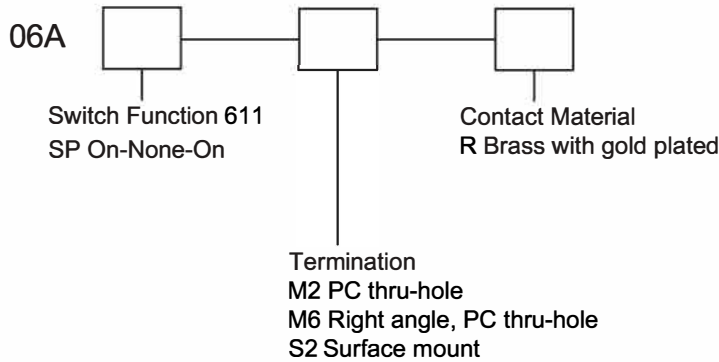 06A
Switch Function 611
SP On-None-On
Contact Material
R Brass with gold plated
Termination
M2 PC thru-hole
M6 Right angle, PC thru-hole
S2 Surface mount